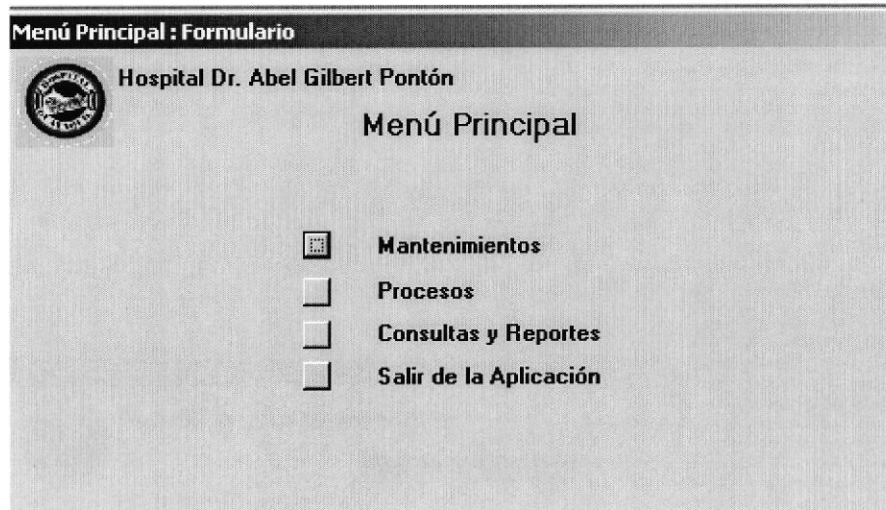 Menú Principal : Formulario
Hospital Dr. Abel Gilbert Pontón
Menú Principal
Mantenimientos
Procesos
Consultas y Reportes
Salir de la Aplicación